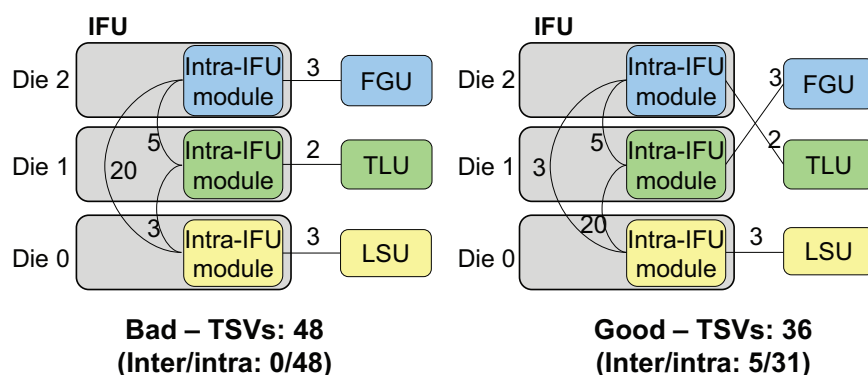 IFU
Die 2
Intra-IFU
module
3
FGU
5
Die 1
20
Intra-IFU
module
2
TLU
3
Die 0
Intra-IFU
module
3
LSU
Bad – TSVs: 48
(Inter/intra: 0/48)
IFU
Die 2
Intra-IFU
module
3
FGU
5
Die 1
3
Intra-IFU
module
2
TLU
20
Die 0
Intra-IFU
module
3
LSU
Good – TSVs: 36
(Inter/intra: 5/31)